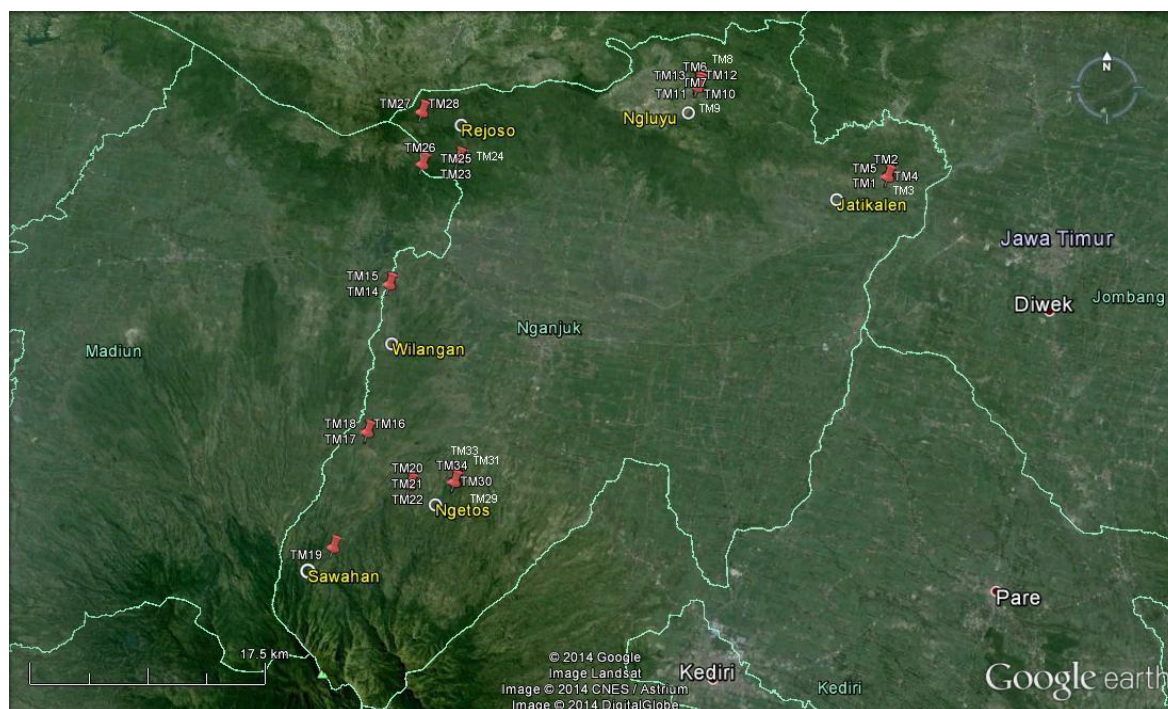 TM8
TM6
TM13 TM12
TM7
TM11 TM10
TM9
Ngluyu
N
TM27 TM28
Rejoso
TM26
TM25 TM24
TM23
TM2
TM5 TM4
TM1 TM3
Jatikalen
Jawa Timur
TM15
TM14
Nganjuk
Diwek
Jombang
Madiun
Wilangan
TM18 TM16
TM17
TM33
TM20 TM34 TM31
TM21 TM30
TM22 TM29
Ngetos
TM19
Sawahan
Pare
17.5 km
© 2014 Google
Image Landsat
Image © 2014 CNES / Astrium
Image © 2014 DigitalGlobe
Kediri
Kediri
Google earth